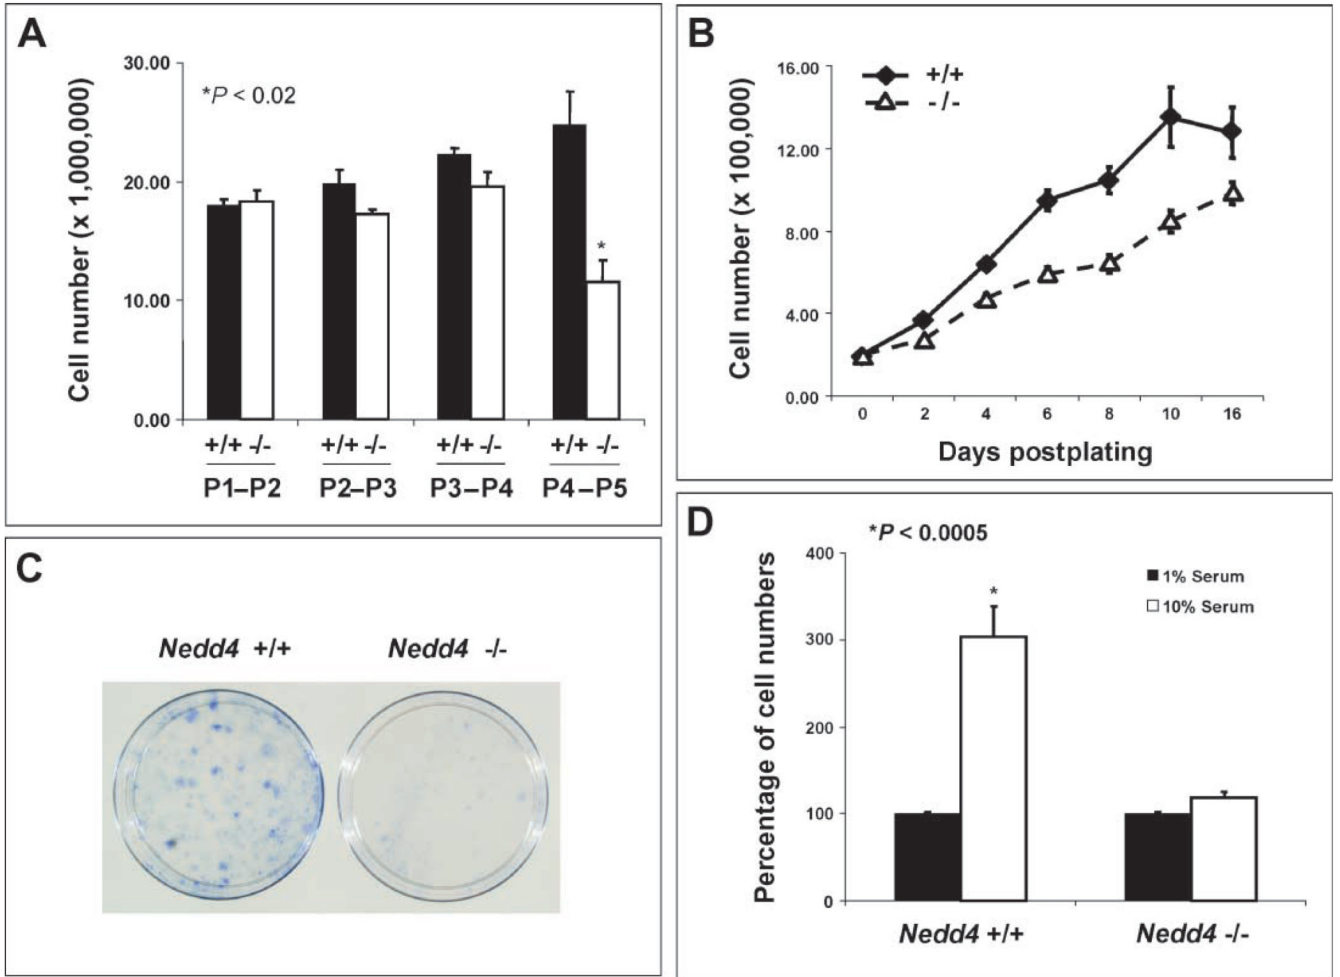 A
Cell number (x 1,000,000)
30.00
20.00
10.00
0.00
*P < 0.02
*
+/+ -/- +/+ -/- +/+ -/- +/+ -/-
P1–P2 P2–P3 P3–P4 P4–P5
B
Cell number (x 100,000)
16.00
12.00
8.00
4.00
0.00
+/+
-/-
0 2 4 6 8 10 16
Days postplating
C
Nedd4 +/+ Nedd4 -/-
D
Percentage of cell numbers
*P < 0.0005
400
300
200
100
0
1% Serum
10% Serum
*
Nedd4 +/+ Nedd4 -/-